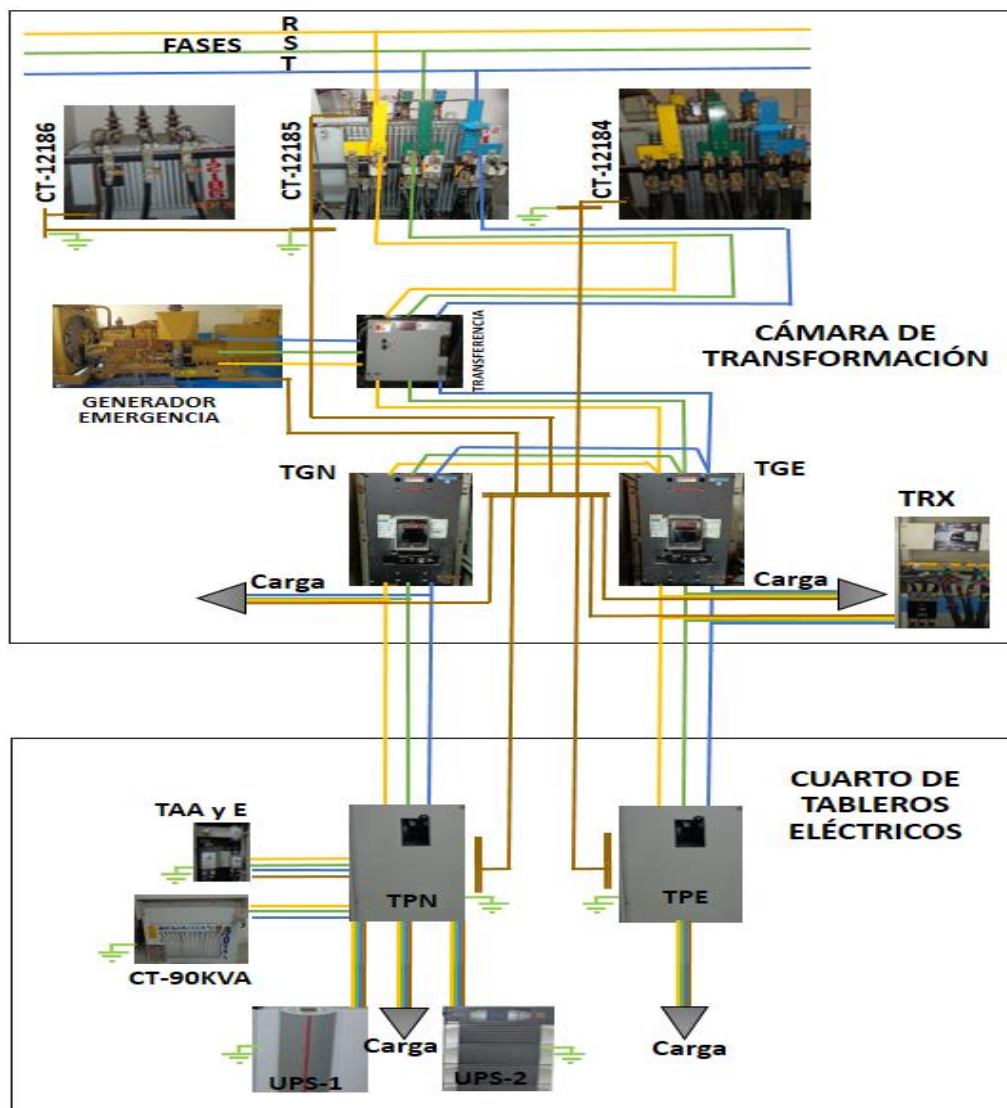 R
FASES S
T
CT-12186
CT-12185
CT-12184
TRANSFERENCIA
CÁMARA DE
TRANSFORMACIÓN
GENERADOR
EMERGENCIA
TGN
TGE
TRX
Carga
Carga
CUARTO DE
TABLEROS
ELÉCTRICOS
TAA y E
TPN
TPE
CT-90KVA
Carga
Carga
UPS-1
UPS-2